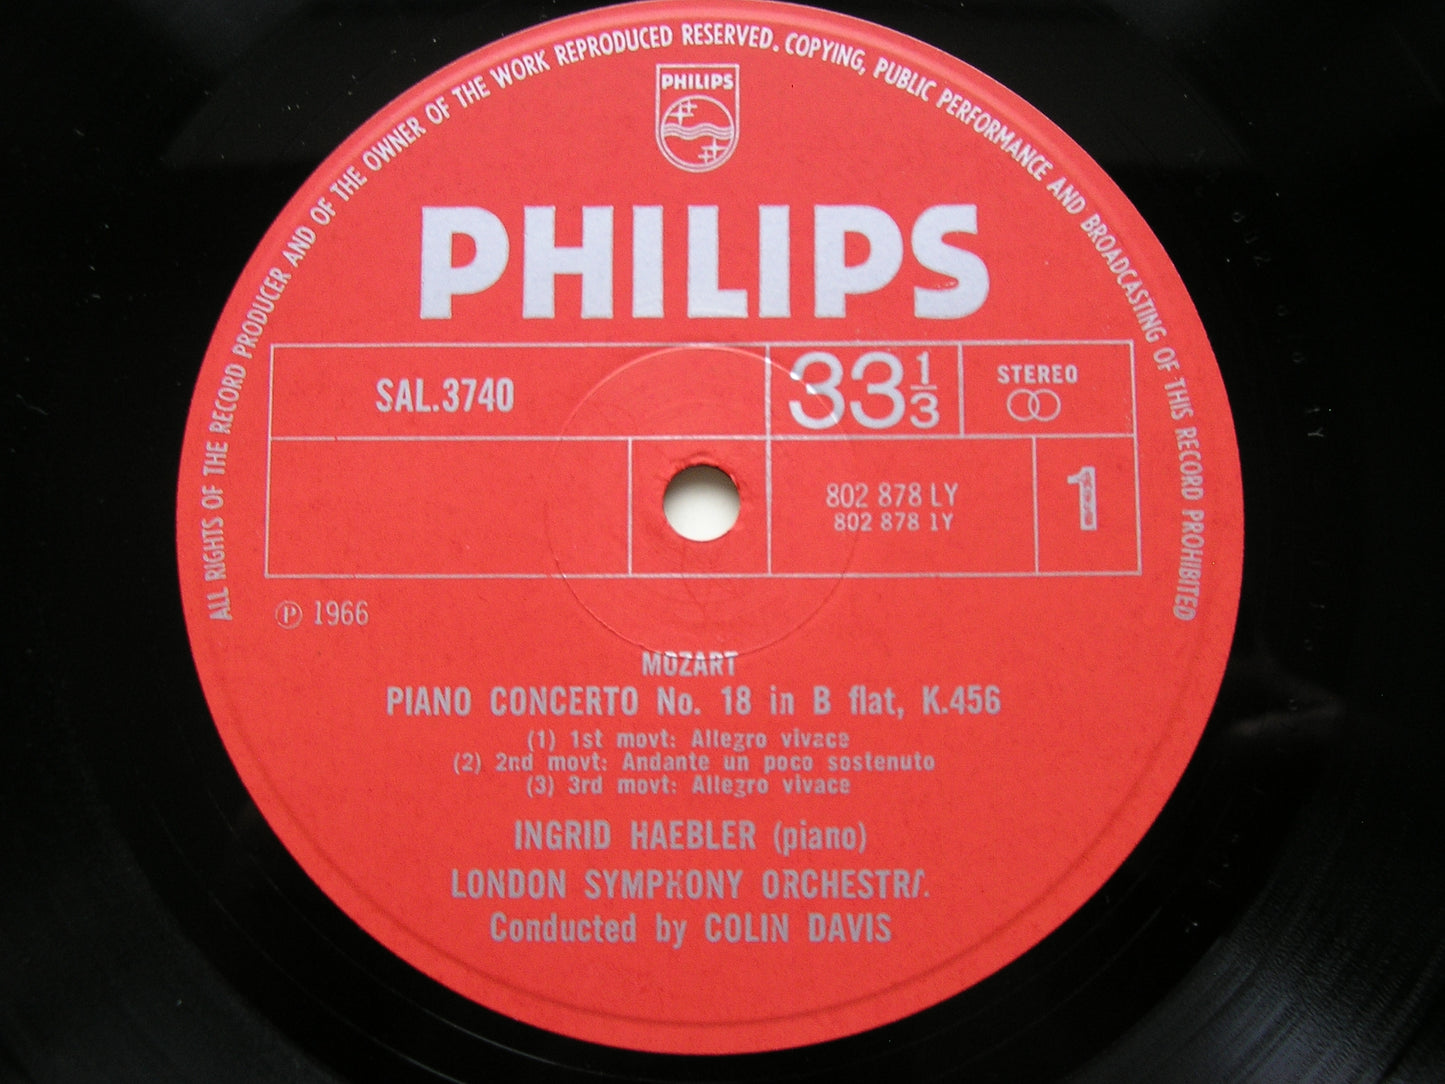 ALL RIGHTS OF THE RECORD PRODUCER AND OF THE OWNER OF THE WORK REPRODUCED RESERVED. COPYING, PUBLIC PERFORMANCE AND BROADCASTING OF THIS RECORD PROHIBITED
PHILIPS
PHILIPS
SAL.3740
33 1/3
STEREO
802 878 LY
802 878 1Y
1
Ⓟ 1966
MOZART
PIANO CONCERTO No. 18 in B flat, K.456
(1) 1st movt: Allegro vivace
(2) 2nd movt: Andante un poco sostenuto
(3) 3rd movt: Allegro vivace
INGRID HAEBLER (piano)
LONDON SYMPHONY ORCHESTRA
Conducted by COLIN DAVIS